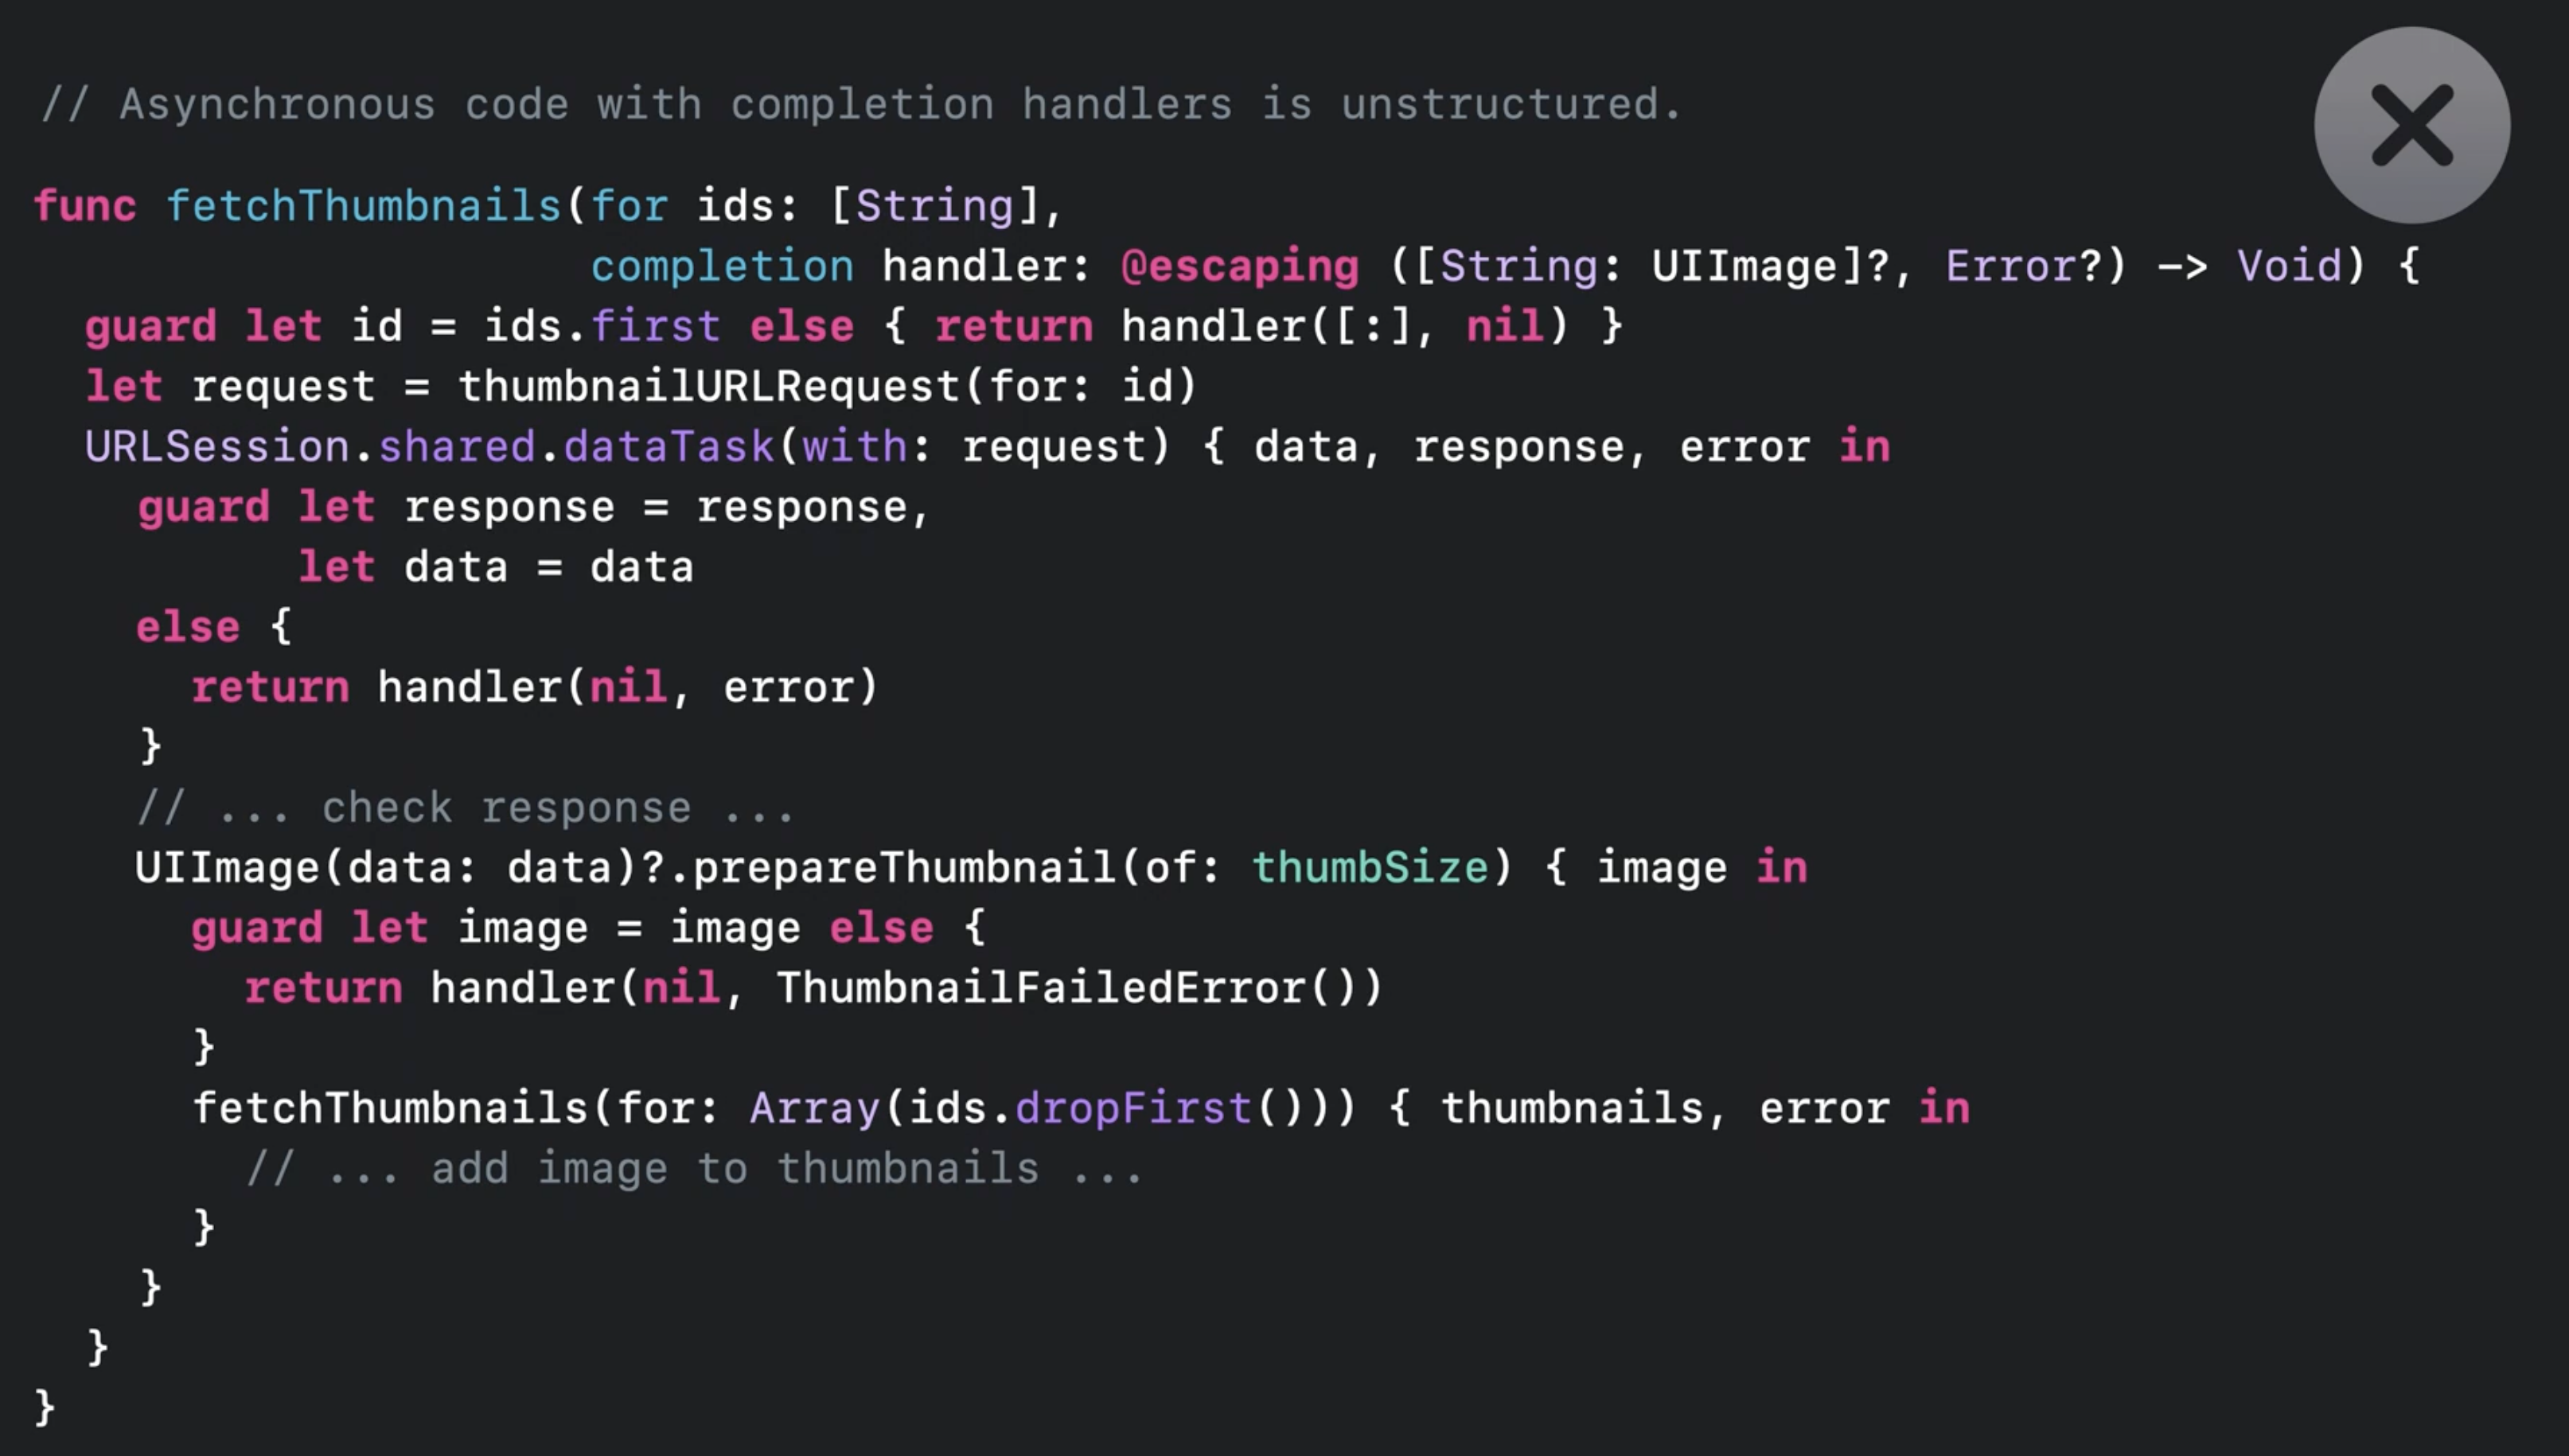 // Asynchronous code with completion handlers is unstructured.
func fetchThumbnails(for ids: [String],
                     completion handler: @escaping ([String: UIImage]?, Error?) -> Void) {
  guard let id = ids.first else { return handler([:], nil) }
  let request = thumbnailURLRequest(for: id)
  URLSession.shared.dataTask(with: request) { data, response, error in
    guard let response = response,
          let data = data
    else {
      return handler(nil, error)
    }
    // ... check response ...
    UIImage(data: data)?.prepareThumbnail(of: thumbSize) { image in
      guard let image = image else {
        return handler(nil, ThumbnailFailedError())
      }
      fetchThumbnails(for: Array(ids.dropFirst())) { thumbnails, error in
        // ... add image to thumbnails ...
      }
    }
  }
}